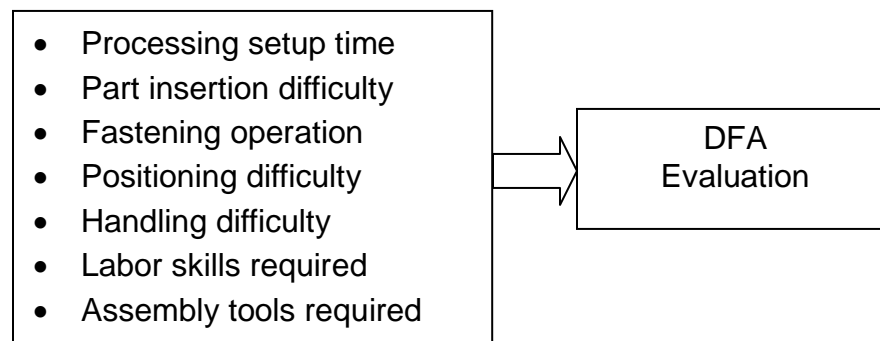 • Processing setup time
• Part insertion difficulty
• Fastening operation
• Positioning difficulty
• Handling difficulty
• Labor skills required
• Assembly tools required
DFA
Evaluation